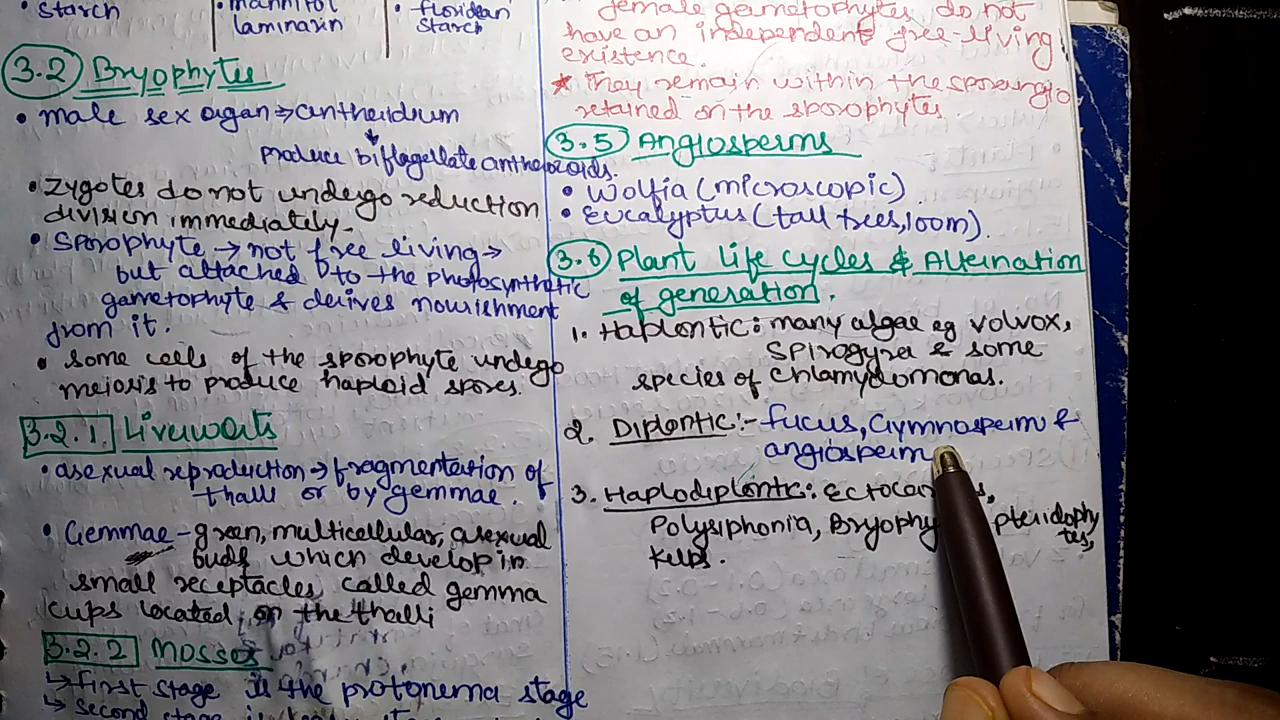 • starch
• mannitol
laminarin
• floridean
starch
3.2 Bryophytes
• male sex organ → antheridium
↓
produce biflagellate antherozoids.
• Zygotes do not undergo reduction
division immediately.
• Sporophyte → not free living →
but attached to the photosynthetic
gametophyte & derives nourishment
from it.
• some cells of the sporophyte undergo
meiosis to produce haploid spores.
3.2.1 Liverworts
• asexual reproduction → fragmentation of
thalli or by gemmae.
• Gemmae - green, multicellular, asexual
buds which develop in
small receptacles called gemma
cups located on the thalli
3.2.2 Mosses
↳ first stage is the protonema stage
↳ second stage is
female gametophytes do not
have an independent free-living
existence.
★ They remain within the sporangia
retained on the sporophytes.
3.5 Angiosperms
• Wolfia (microscopic).
• Eucalyptus (tall trees, 100m).
3.6 Plant life cycles & Alternation
of generation.
1. Haplontic: many algae eg volvox,
Spirogyra & some
species of Chlamydomonas.
2. Diplontic:- fucus, Gymnosperm &
angiosperm
3. Haplodiplontic:
Polysiphonia, pteridophy
tes,
kelps.